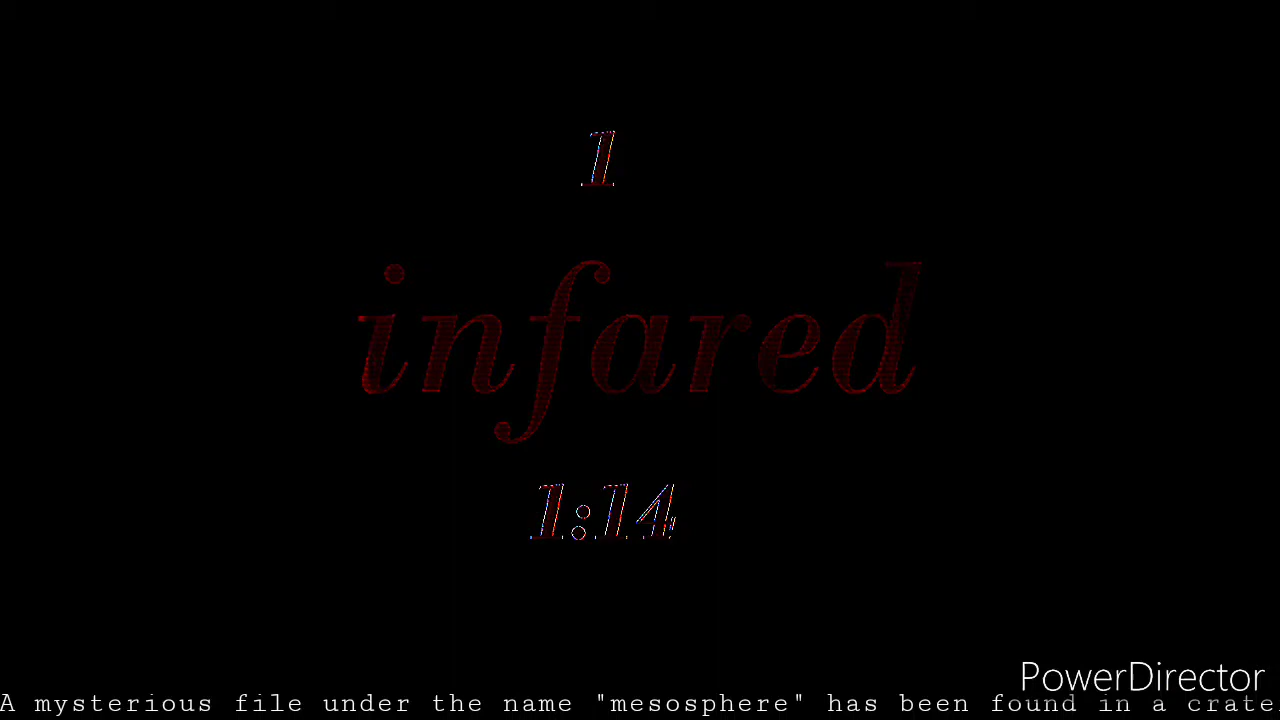 1
infared
1:14
PowerDirector
A mysterious file under the name "mesosphere" has been found in a crate